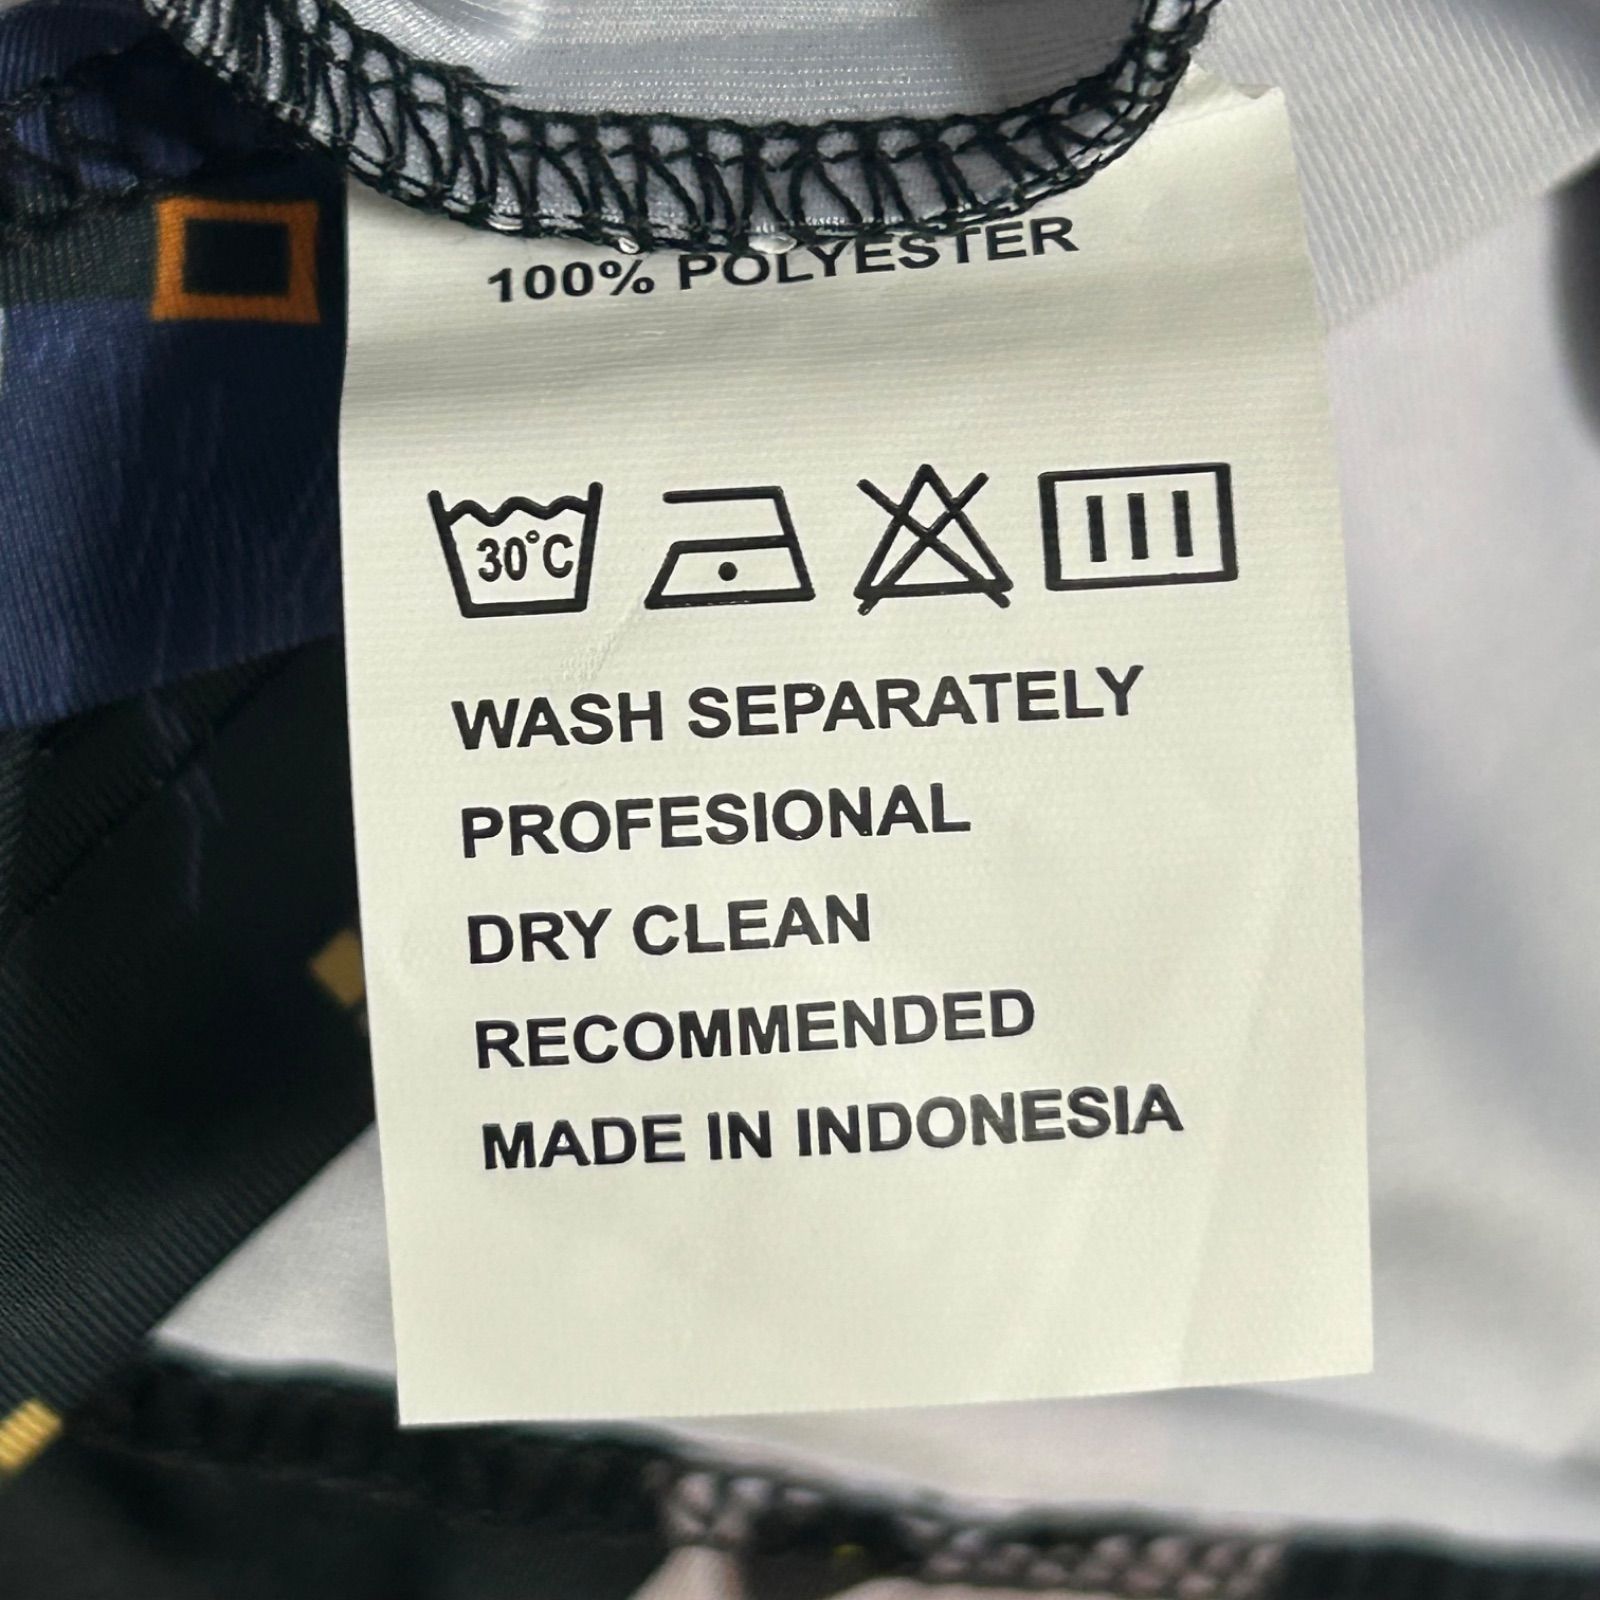 100% POLYESTER
30°C
WASH SEPARATELY
PROFESIONAL
DRY CLEAN
RECOMMENDED
MADE IN INDONESIA